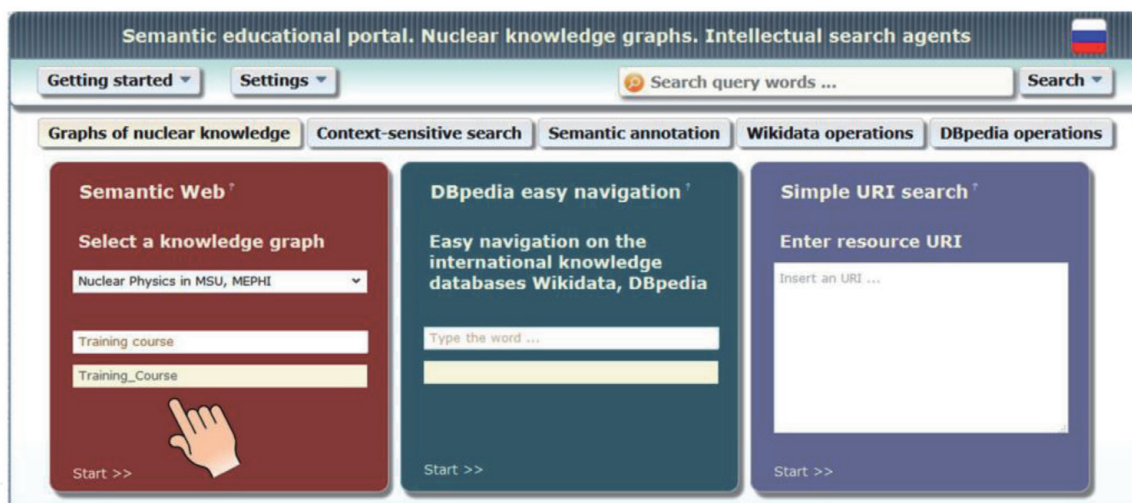 Semantic educational portal. Nuclear knowledge graphs. Intellectual search agents
Getting started
Settings
Search query words ...
Search
Graphs of nuclear knowledge
Context-sensitive search
Semantic annotation
Wikidata operations
DBpedia operations
Semantic Web
Select a knowledge graph
Nuclear Physics in MSU, MEPHI
Training course
Training_Course
Start >>
DBpedia easy navigation
Easy navigation on the
international knowledge
databases Wikidata, DBpedia
Type the word ...
Start >>
Simple URI search
Enter resource URI
Insert an URI ...
Start >>